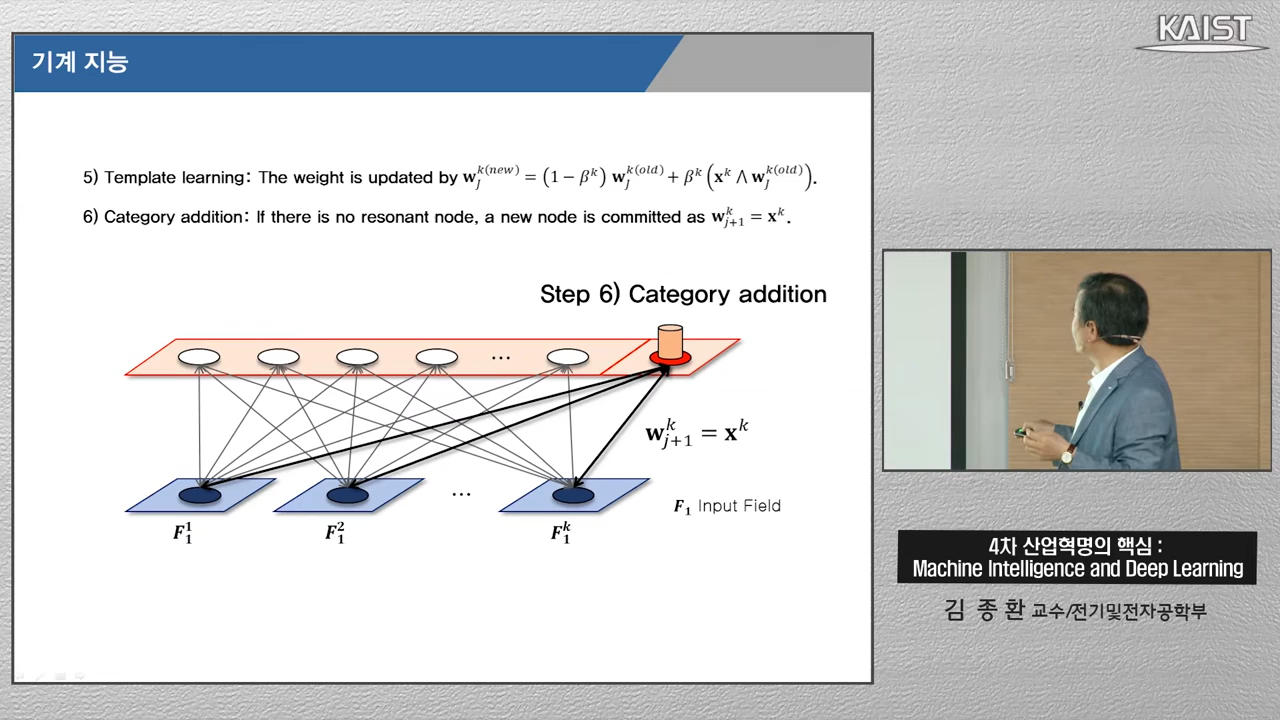 KAIST
기계 지능
5) Template learning: The weight is updated by w_J^{k(new)} = (1 − β^k) w_J^{k(old)} + β^k (x^k ∧ w_J^{k(old)}).
6) Category addition: If there is no resonant node, a new node is committed as w_{j+1}^k = x^k.
Step 6) Category addition
...
w_{j+1}^k = x^k
...
F_1 Input Field
F_1^1 F_1^2 F_1^k
4차 산업혁명의 핵심 :
Machine Intelligence and Deep Learning
김 종 환 교수/전기및전자공학부